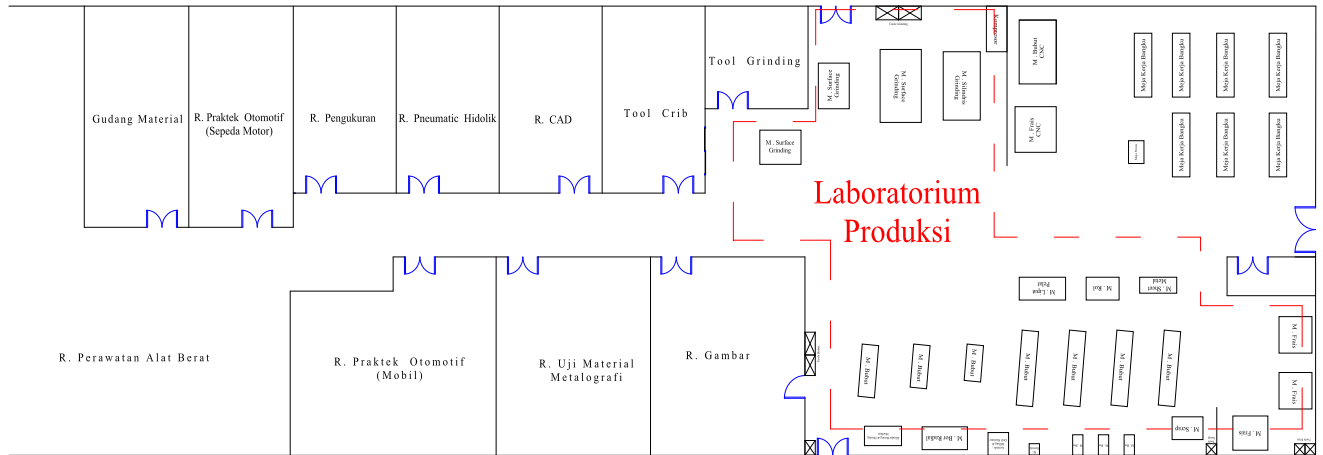 Gudang Material
R. Praktek Otomotif
(Sepeda Motor)
R. Pengukuran
R. Pneumatic Hidolik
R. CAD
Tool Crib
Tool Grinding
M . Surface
Grinding
M . Surface
Grinding
M . Surface
Grinding
M . Silindris
Grinding
Kompresor
M . Bubut
CNC
M . Frais
CNC
Meja Kerja Bangku
Meja Kerja Bangku
Meja Kerja Bangku
Meja Kerja Bangku
Meja Kerja Bangku
Meja Kerja Bangku
Meja Kerja Bangku
Meja Kerja Bangku
Laboratorium
Produksi
R. Perawatan Alat Berat
R. Praktek Otomotif
(Mobil)
R. Uji Material
Metalografi
R. Gambar
M . Liput
Pelat
M . Rol
M . Shurt
Metal
M . Bubut
M . Bubut
M . Bubut
M . Bubut
M . Bubut
M . Bubut
M . Bubut
M . Frais
M . Frais
M . Bor Radial
M . Scrap
M . Frais